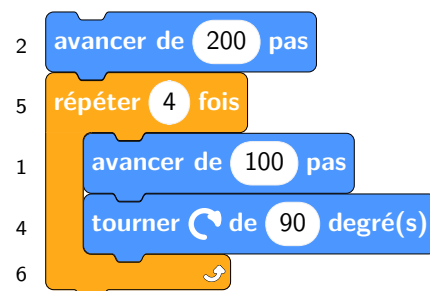 2 avancer de 200 pas
5 répéter 4 fois
1 avancer de 100 pas
4 tourner de 90 degré(s)
6